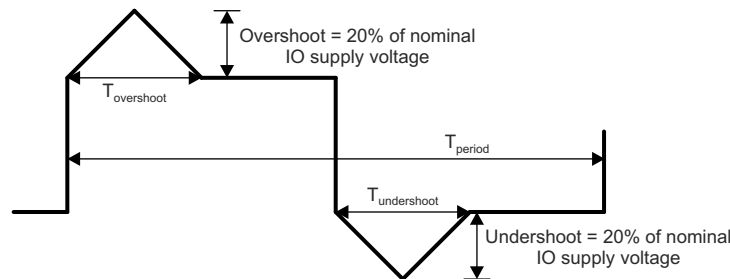 Overshoot = 20% of nominal
IO supply voltage
Tovershoot
Tperiod
Tundershoot
Undershoot = 20% of nominal
IO supply voltage